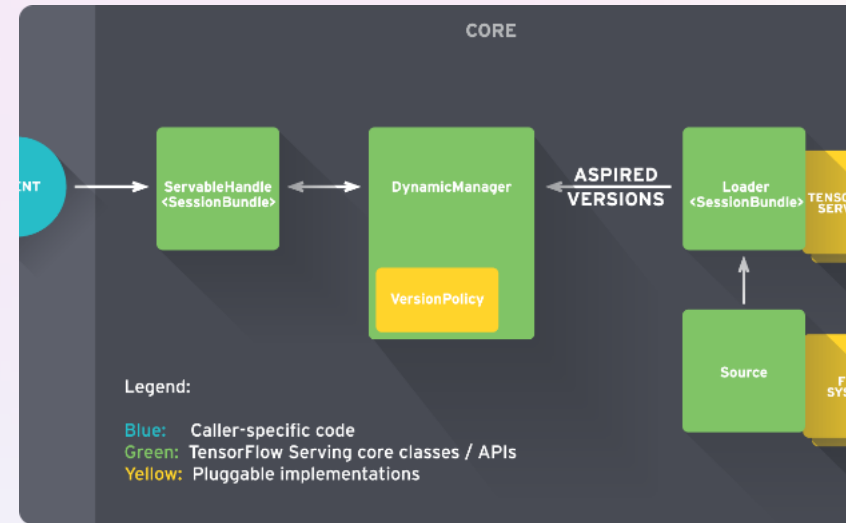 CORE
ENT
ServableHandle
<SessionBundle>
DynamicManager
ASPIRED
VERSIONS
Loader
<SessionBundle>
VersionPolicy
Source
Legend:
Blue: Caller-specific code
Green: TensorFlow Serving core classes / APIs
Yellow: Pluggable implementations